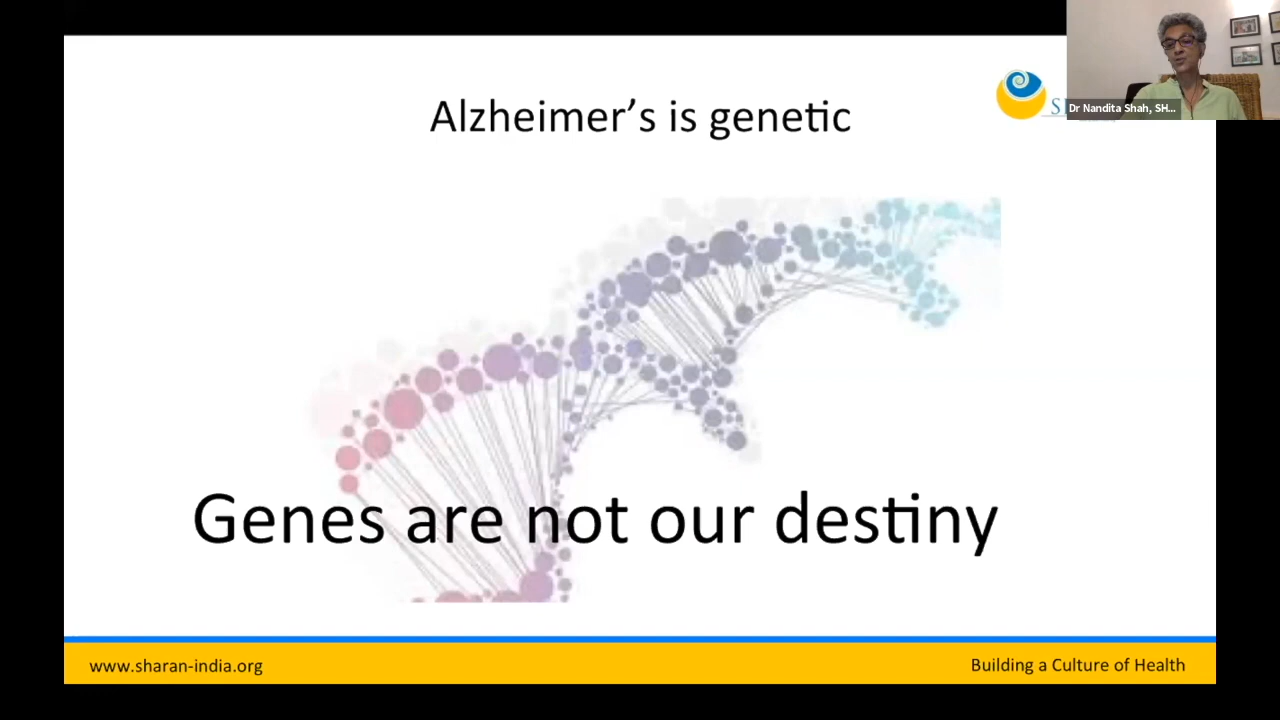 Alzheimer's is genetic
Dr Nandita Shah, SH...
Genes are not our destiny
www.sharan-india.org
Building a Culture of Health